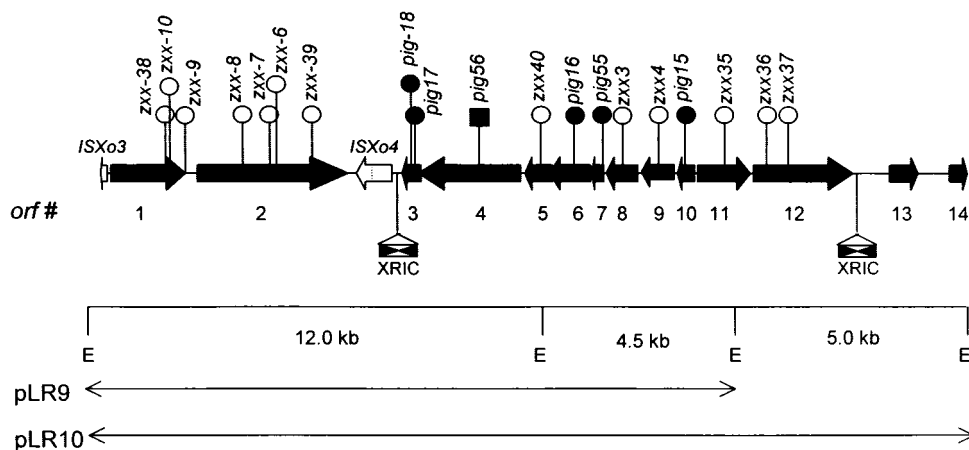 zxx-38
zxx-10
zxx-9
zxx-8
zxx-7
zxx-6
zxx-39
pig-18
pig17
pig56
zxx40
pig16
pig55
zxx3
zxx4
pig15
zxx35
zxx36
zxx37
ISXo3
ISXo4
orf # 1 2 3 4 5 6 7 8 9 10 11 12 13 14
XRIC XRIC
12.0 kb 4.5 kb 5.0 kb
E E E E
pLR9
pLR10